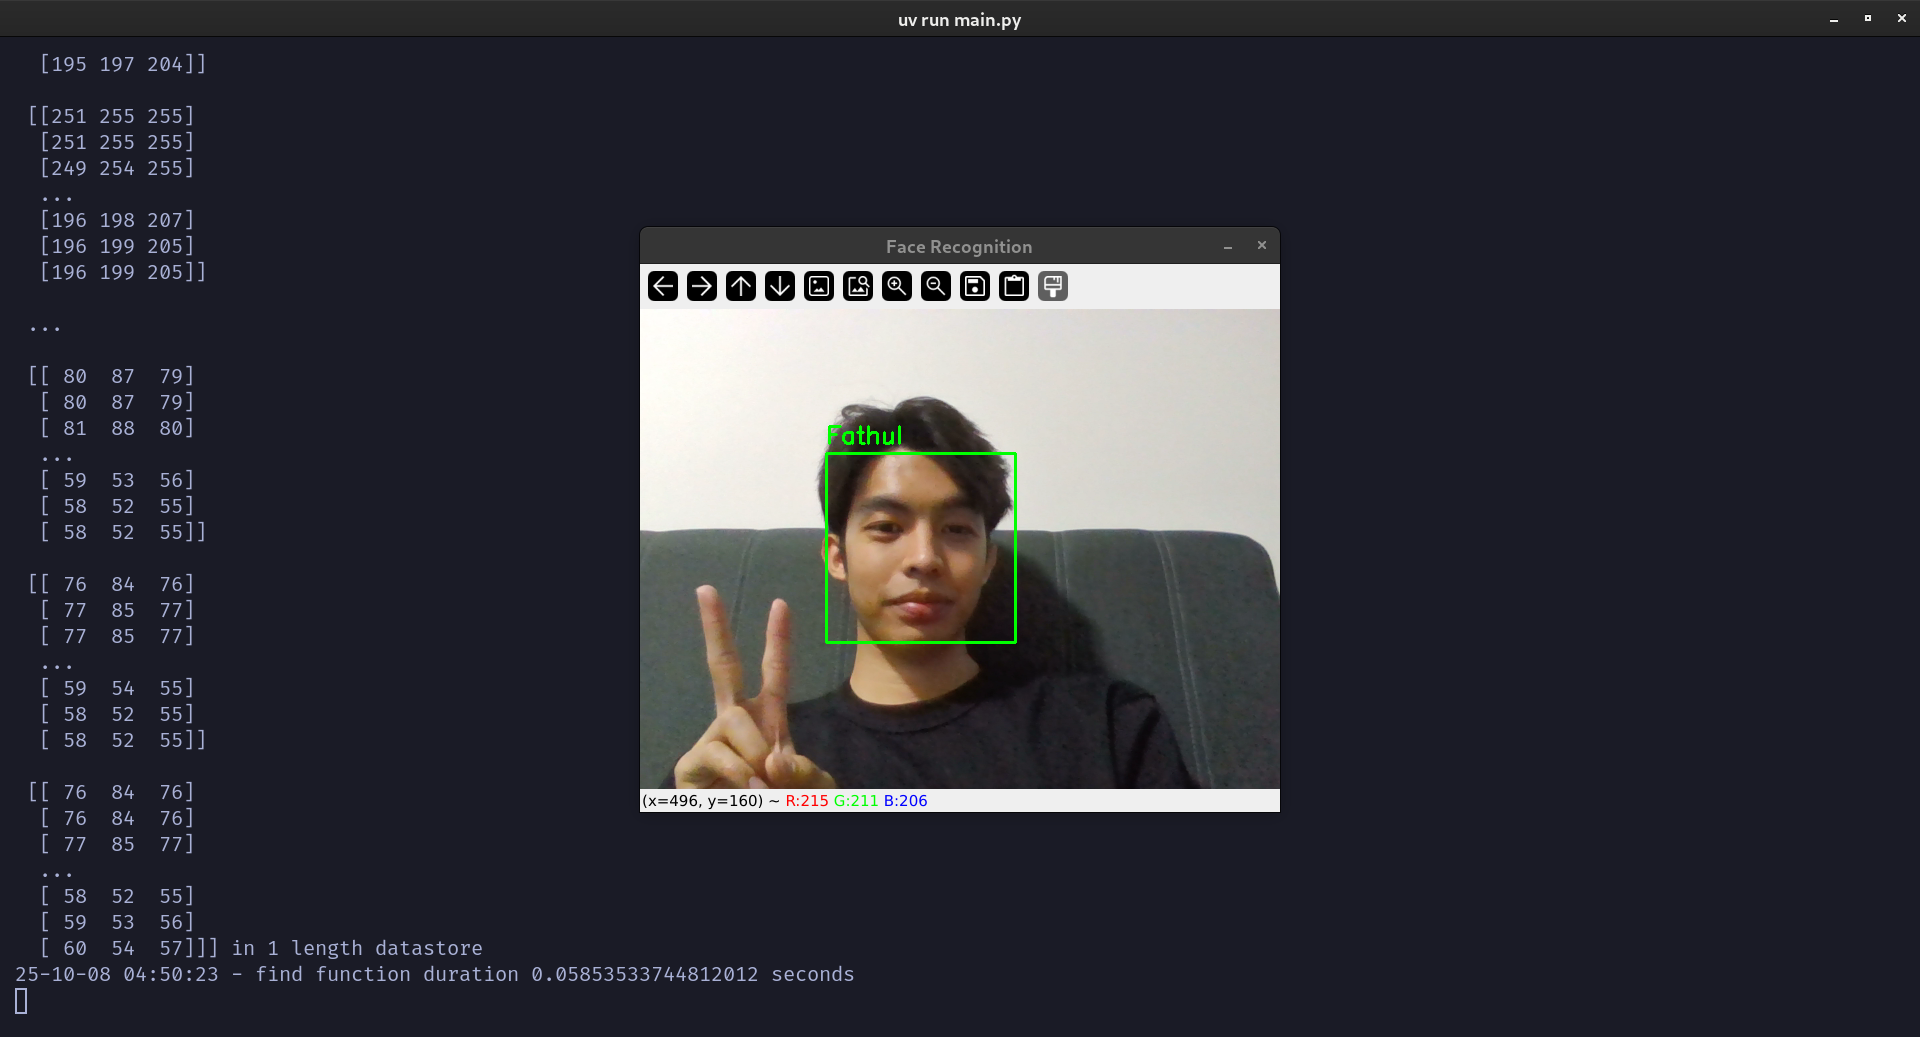 uv run main.py
[195 197 204]]
[[251 255 255]
[251 255 255]
[249 254 255]
...
[196 198 207]
[196 199 205]
[196 199 205]]
...
[[ 80 87 79]
[ 80 87 79]
[ 81 88 80]
...
[ 59 53 56]
[ 58 52 55]
[ 58 52 55]]
[[ 76 84 76]
[ 77 85 77]
[ 77 85 77]
...
[ 59 54 55]
[ 58 52 55]
[ 58 52 55]]
[[ 76 84 76]
[ 76 84 76]
[ 77 85 77]
...
[ 58 52 55]
[ 59 53 56]
[ 60 54 57]]] in 1 length datastore
25-10-08 04:50:23 - find function duration 0.05853533744812012 seconds
Face Recognition
Fathul
(x=496, y=160) ~ R:215 G:211 B:206